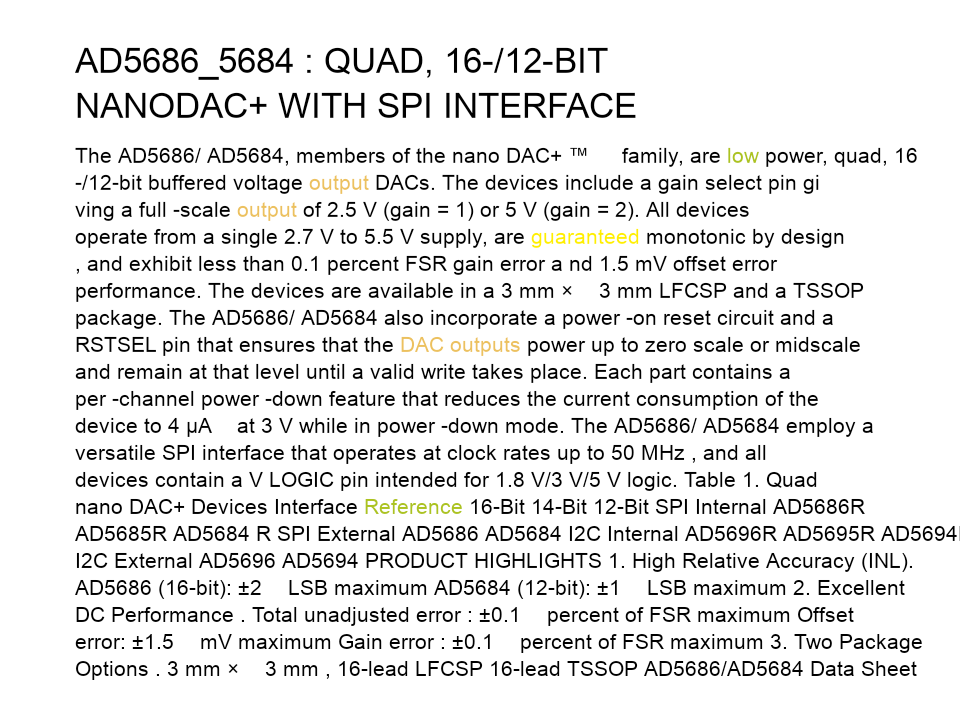 AD5686_5684 : QUAD, 16-/12-BIT
NANODAC+ WITH SPI INTERFACE
The AD5686/ AD5684, members of the nano DAC+ ™ family, are low power, quad, 16
-/12-bit buffered voltage output DACs. The devices include a gain select pin gi
ving a full -scale output of 2.5 V (gain = 1) or 5 V (gain = 2). All devices
operate from a single 2.7 V to 5.5 V supply, are guaranteed monotonic by design
, and exhibit less than 0.1 percent FSR gain error a nd 1.5 mV offset error
performance. The devices are available in a 3 mm × 3 mm LFCSP and a TSSOP
package. The AD5686/ AD5684 also incorporate a power -on reset circuit and a
RSTSEL pin that ensures that the DAC outputs power up to zero scale or midscale
and remain at that level until a valid write takes place. Each part contains a
per -channel power -down feature that reduces the current consumption of the
device to 4 µA at 3 V while in power -down mode. The AD5686/ AD5684 employ a
versatile SPI interface that operates at clock rates up to 50 MHz , and all
devices contain a V LOGIC pin intended for 1.8 V/3 V/5 V logic. Table 1. Quad
nano DAC+ Devices Interface Reference 16-Bit 14-Bit 12-Bit SPI Internal AD5686R
AD5685R AD5684 R SPI External AD5686 AD5684 I2C Internal AD5696R AD5695R AD5694
I2C External AD5696 AD5694 PRODUCT HIGHLIGHTS 1. High Relative Accuracy (INL).
AD5686 (16-bit): ±2 LSB maximum AD5684 (12-bit): ±1 LSB maximum 2. Excellent
DC Performance . Total unadjusted error : ±0.1 percent of FSR maximum Offset
error: ±1.5 mV maximum Gain error : ±0.1 percent of FSR maximum 3. Two Package
Options . 3 mm × 3 mm , 16-lead LFCSP 16-lead TSSOP AD5686/AD5684 Data Sheet